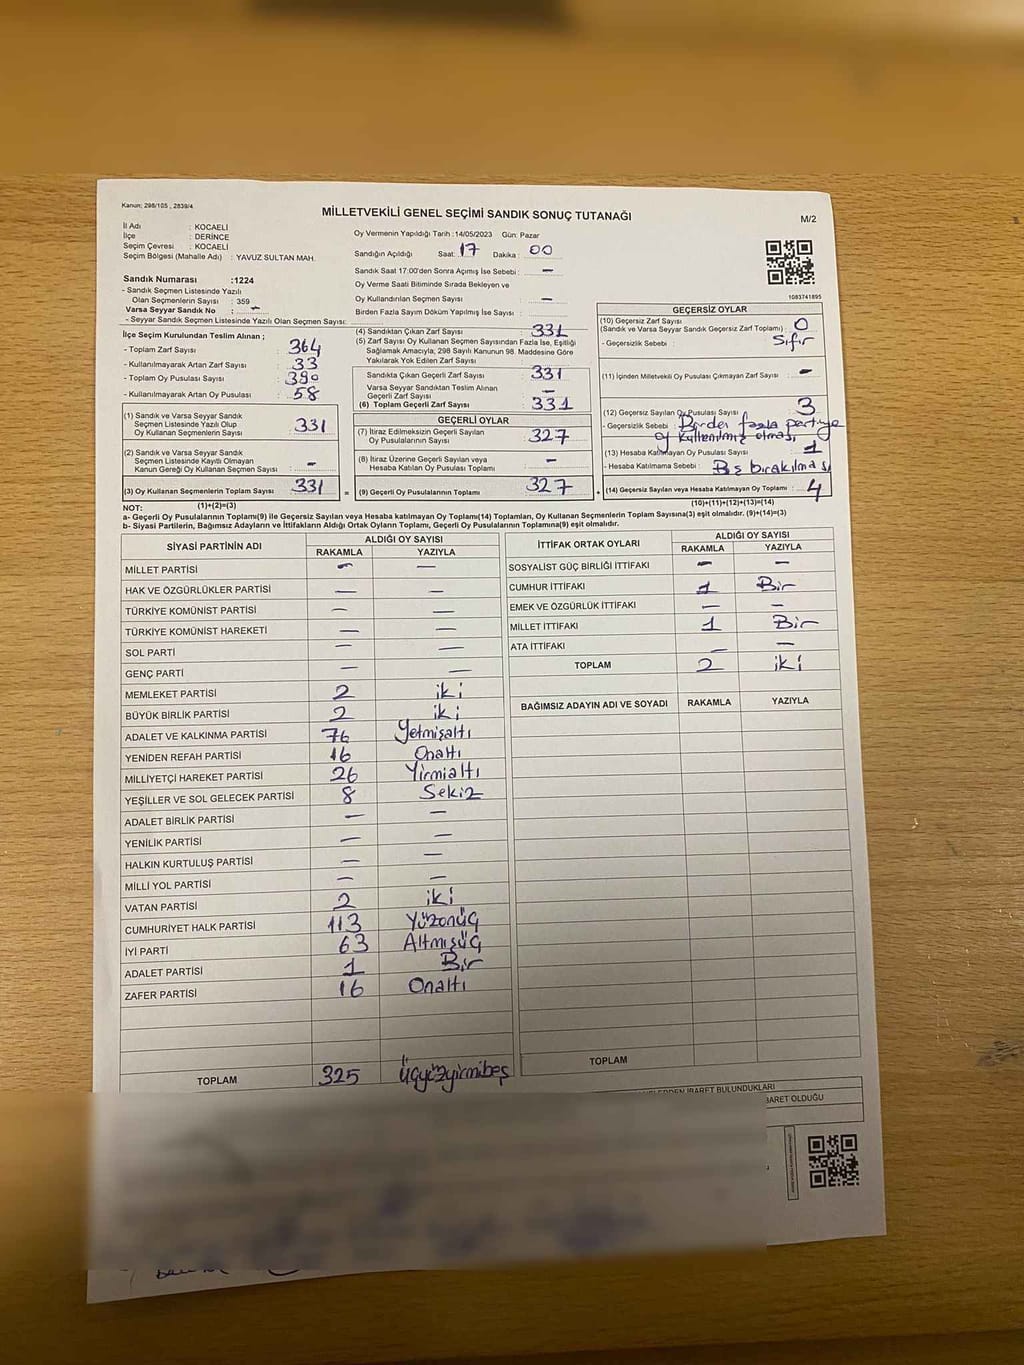 Kanun: 298/105 , 2839/4
MİLLETVEKİLİ GENEL SEÇİMİ SANDIK SONUÇ TUTANAĞI
M/2
İl Adı : KOCAELİ
İlçe : DERİNCE
Seçim Çevresi : KOCAELİ
Seçim Bölgesi (Mahalle Adı) : YAVUZ SULTAN MAH.
Oy Vermenin Yapıldığı Tarih :14/05/2023 Gün: Pazar
Sandığın Açıldığı Saat: 17 Dakika : 00
Sandık Saat 17:00'den Sonra Açmış İse Sebebi : –
Oy Verme Saati Bitiminde Sırada Bekleyen ve
Oy Kullandırılan Seçmen Sayısı : –
Birden Fazla Sayım Döküm Yapılmış İse Sayısı :
1083741895
Sandık Numarası :1224
- Sandık Seçmen Listesinde Yazılı
Olan Seçmenlerin Sayısı : 359
Varsa Seyyar Sandık No : –
- Seyyar Sandık Seçmen Listesinde Yazılı Olan Seçmen Sayısı:
İlçe Seçim Kurulundan Teslim Alınan ;
- Toplam Zarf Sayısı : 364
- Kullanılmayarak Artan Zarf Sayısı : 33
- Toplam Oy Pusulası Sayısı : 390
- Kullanılmayarak Artan Oy Pusulası : 58
(1) Sandık ve Varsa Seyyar Sandık
Seçmen Listesinde Yazılı Olup
Oy Kullanan Seçmenlerin Sayısı : 331
(2) Sandık ve Varsa Seyyar Sandık
Seçmen Listesinde Kayıtlı Olmayan
Kanun Gereği Oy Kullanan Seçmen Sayısı : –
(3) Oy Kullanan Seçmenlerin Toplam Sayısı : 331
(4) Sandıktan Çıkan Zarf Sayısı : 331
(5) Zarf Sayısı Oy Kullanan Seçmen Sayısından Fazla İse, Eşitliği
Sağlamak Amacıyla, 298 Sayılı Kanunun 98. Maddesine Göre
Yakılarak Yok Edilen Zarf Sayısı :
Sandıkta Çıkan Geçerli Zarf Sayısı : 331
Varsa Seyyar Sandıktan Teslim Alınan
Geçerli Zarf Sayısı : –
(6) Toplam Geçerli Zarf Sayısı : 331
GEÇERLİ OYLAR
(7) İtiraz Edilmeksizin Geçerli Sayılan
Oy Pusulalarının Sayısı : 327
(8) İtiraz Üzerine Geçerli Sayılan veya
Hesaba Katılan Oy Pusulası Toplamı : –
= (9) Geçerli Oy Pusulalarının Toplamı : 327
GEÇERSİZ OYLAR
(10) Geçersiz Zarf Sayısı : 0
(Sandık ve Varsa Seyyar Sandık Geçersiz Zarf Toplamı)
- Geçersizlik Sebebi : Sıfır
(11) İçinden Milletvekili Oy Pusulası Çıkmayan Zarf Sayısı : –
(12) Geçersiz Sayılan Oy Pusulası Sayısı : 3
- Geçersizlik Sebebi : Birden fazla partiye
oy kullanılmış olması
(13) Hesaba Katılmayan Oy Pusulası Sayısı : 1
- Hesaba Katılmama Sebebi : Boş bırakılması
+ (14) Geçersiz Sayılan veya Hesaba Katılmayan Oy Toplamı : 4
NOT: (1)+(2)=(3) (10)+(11)+(12)+(13)=(14)
a- Geçerli Oy Pusulalarının Toplamı(9) ile Geçersiz Sayılan veya Hesaba katılmayan Oy Toplamı(14) Toplamları, Oy Kullanan Seçmenlerin Toplam Sayısına(3) eşit olmalıdır. (9)+(14)=(3)
b- Siyasi Partilerin, Bağımsız Adayların ve İttifakların Aldığı Ortak Oyların Toplamı, Geçerli Oy Pusulalarının Toplamına(9) eşit olmalıdır.
SİYASİ PARTİNİN ADI ALDIĞI OY SAYISI
RAKAMLA YAZIYLA
MİLLET PARTİSİ – –
HAK VE ÖZGÜRLÜKLER PARTİSİ – –
TÜRKİYE KOMÜNİST PARTİSİ – –
TÜRKİYE KOMÜNİST HAREKETİ – –
SOL PARTİ – –
GENÇ PARTİ – –
MEMLEKET PARTİSİ 2 iki
BÜYÜK BİRLİK PARTİSİ 2 iki
ADALET VE KALKINMA PARTİSİ 76 Yetmişaltı
YENİDEN REFAH PARTİSİ 16 Onaltı
MİLLİYETÇİ HAREKET PARTİSİ 26 Yirmialtı
YEŞİLLER VE SOL GELECEK PARTİSİ 8 Sekiz
ADALET BİRLİK PARTİSİ – –
YENİLİK PARTİSİ – –
HALKIN KURTULUŞ PARTİSİ – –
MİLLİ YOL PARTİSİ – –
VATAN PARTİSİ 2 iki
CUMHURİYET HALK PARTİSİ 113 Yüzonüç
İYİ PARTİ 63 Altmışüç
ADALET PARTİSİ 1 Bir
ZAFER PARTİSİ 16 Onaltı
TOPLAM 325 Üçyüzyirmibeş
İTTİFAK ORTAK OYLARI ALDIĞI OY SAYISI
RAKAMLA YAZIYLA
SOSYALİST GÜÇ BİRLİĞİ İTTİFAKI – –
CUMHUR İTTİFAKI 1 Bir
EMEK VE ÖZGÜRLÜK İTTİFAKI – –
MİLLET İTTİFAKI 1 Bir
ATA İTTİFAKI – –
TOPLAM 2 iki
BAĞIMSIZ ADAYIN ADI VE SOYADI RAKAMLA YAZIYLA
TOPLAM
İBARET BULUNDUKLARI
BARET OLDUĞU